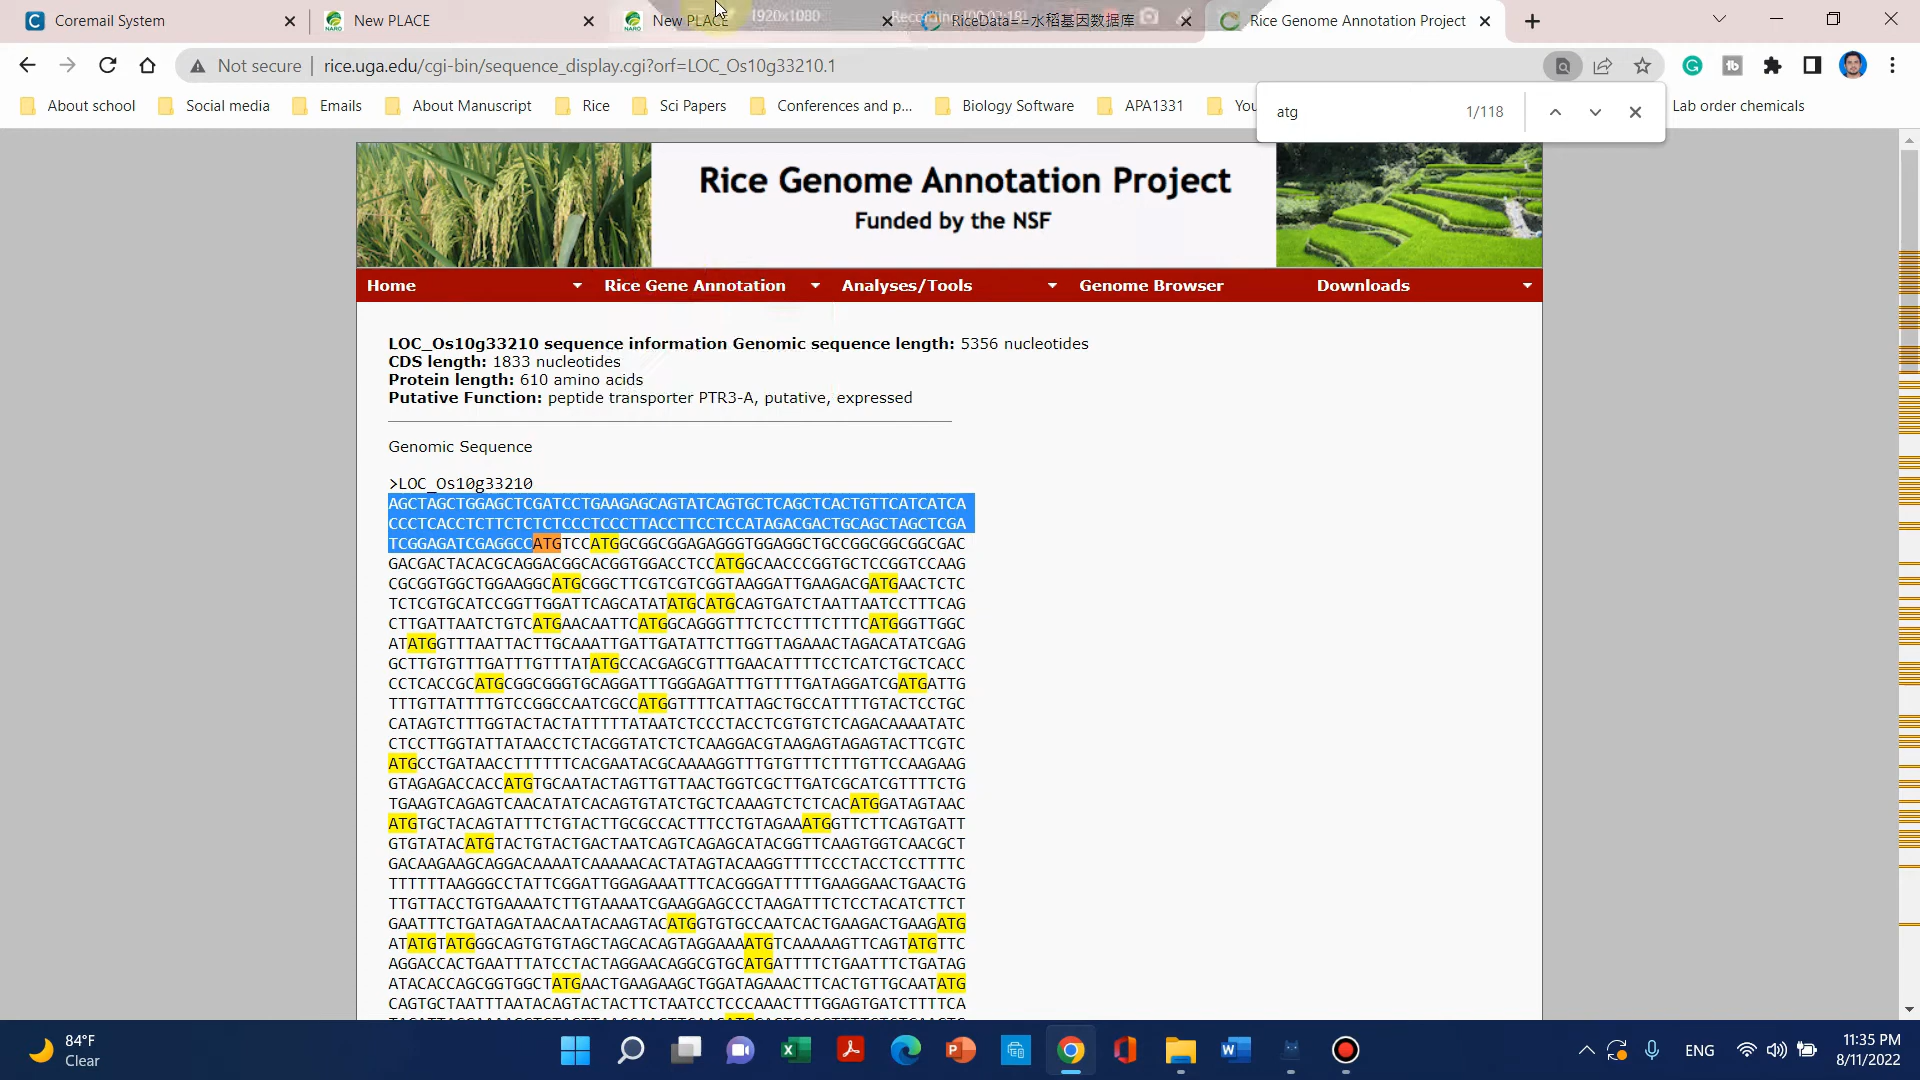 Coremail System
New PLACE
New PLACE
1920x1080
RiceData==水稻基因数据库
Rice Genome Annotation Project
Not secure
rice.uga.edu/cgi-bin/sequence_display.cgi?orf=LOC_Os10g33210.1
About school
Social media
Emails
About Manuscript
Rice
Sci Papers
Conferences and p...
Biology Software
APA1331
You
Lab order chemicals
atg
1/118
Rice Genome Annotation Project
Funded by the NSF
Home
Rice Gene Annotation
Analyses/Tools
Genome Browser
Downloads
LOC_Os10g33210 sequence information Genomic sequence length: 5356 nucleotides
CDS length: 1833 nucleotides
Protein length: 610 amino acids
Putative Function: peptide transporter PTR3-A, putative, expressed
Genomic Sequence
>LOC_Os10g33210
AGCTAGCTGGAGCTCGATCCTGAAGAGCAGTATCAGTGCTCAGCTCACTGTTCATCATCA
CCCTCACCTCTTCTCTCTCCCTCCCTTACCTTCCTCCATAGACGACTGCAGCTAGCTCGA
TCGGAGATCGAGGCCATGTCCATGGCGGCGGAGAGGGTGGAGGCTGCCGGCGGCGGCGAC
GACGACTACACGCAGGACGGCACGGTGGACCTCCATGGCAACCCGGTGCTCCGGTCCAAG
CGCGGTGGCTGGAAGGCATGCGGCTTCGTCGTCGGTAAGGATTGAAGACGATGAACTCTC
TCTCGTGCATCCGGTTGGATTCAGCATATATGCATGCAGTGATCTAATTAATCCTTTCAG
CTTGATTAATCTGTCATGAACAATTCATGGCAGGGTTTCTCCTTTCTTTCATGGGTTGGC
ATATGGTTTAATTACTTGCAAATTGATTGATATTCTTGGTTAGAAACTAGACATATCGAG
GCTTGTGTTTGATTTGTTTATATGCCACGAGCGTTTGAACATTTTCCTCATCTGCTCACC
CCTCACCGCATGCGGCGGGTGCAGGATTTGGGAGATTTGTTTTGATAGGATCGATGATTG
TTTGTTATTTTGTCCGGCCAATCGCCATGGTTTTCATTAGCTGCCATTTTGTACTCCTGC
CATAGTCTTTGGTACTACTATTTTTATAATCTCCCTACCTCGTGTCTCAGACAAAATATC
CTCCTTGGTATTATAACCTCTACGGTATCTCTCAAGGACGTAAGAGTAGAGTACTTCGTC
ATGCCTGATAACCTTTTTTCACGAATACGCAAAAGGTTTGTGTTTCTTTGTTCCAAGAAG
GTAGAGACCACCATGTGCAATACTAGTTGTTAACTGGTCGCTTGATCGCATCGTTTTCTG
TGAAGTCAGAGTCAACATATCACAGTGTATCTGCTCAAAGTCTCTCACATGGATAGTAAC
ATGTGCTACAGTATTTCTGTACTTGCGCCACTTTCCTGTAGAAATGGTTCTTCAGTGATT
GTGTATACATGTACTGTACTGACTAATCAGTCAGAGCATACGGTTCAAGTGGTCAACGCT
GACAAGAAGCAGGACAAAATCAAAAACACTATAGTACAAGGTTTTCCCTACCTCCTTTTC
TTTTTTAAGGGCCTATTCGGATTGGAGAAATTTCACGGGATTTTTGAAGGAACTGAACTG
TTGTTACCTGTGAAAATCTTGTAAAATCGAAGGAGCCCTAAGATTTCTCCTACATCTTCT
GAATTTCTGATAGATAACAATACAAGTACATGGTGTGCCAATCACTGAAGACTGAAGATG
ATATGTATGGGCAGTGTGTAGCTAGCACAGTAGGAAAATGTCAAAAAGTTCAGTATGTTC
AGGACCACTGAATTTATCCTACTAGGAACAGGCGTGCATGATTTTCTGAATTTCTGATAG
ATACACCAGCGGTGGCTATGAACTGAAGAAGCTGGATAGAAACTTCACTGTTGCAATATG
CAGTGCTAATTTAATACAGTACTACTTCTAATCCTCCCAAACTTTGGAGTGATCTTTTCA
84°F
Clear
ENG
11:35 PM
8/11/2022